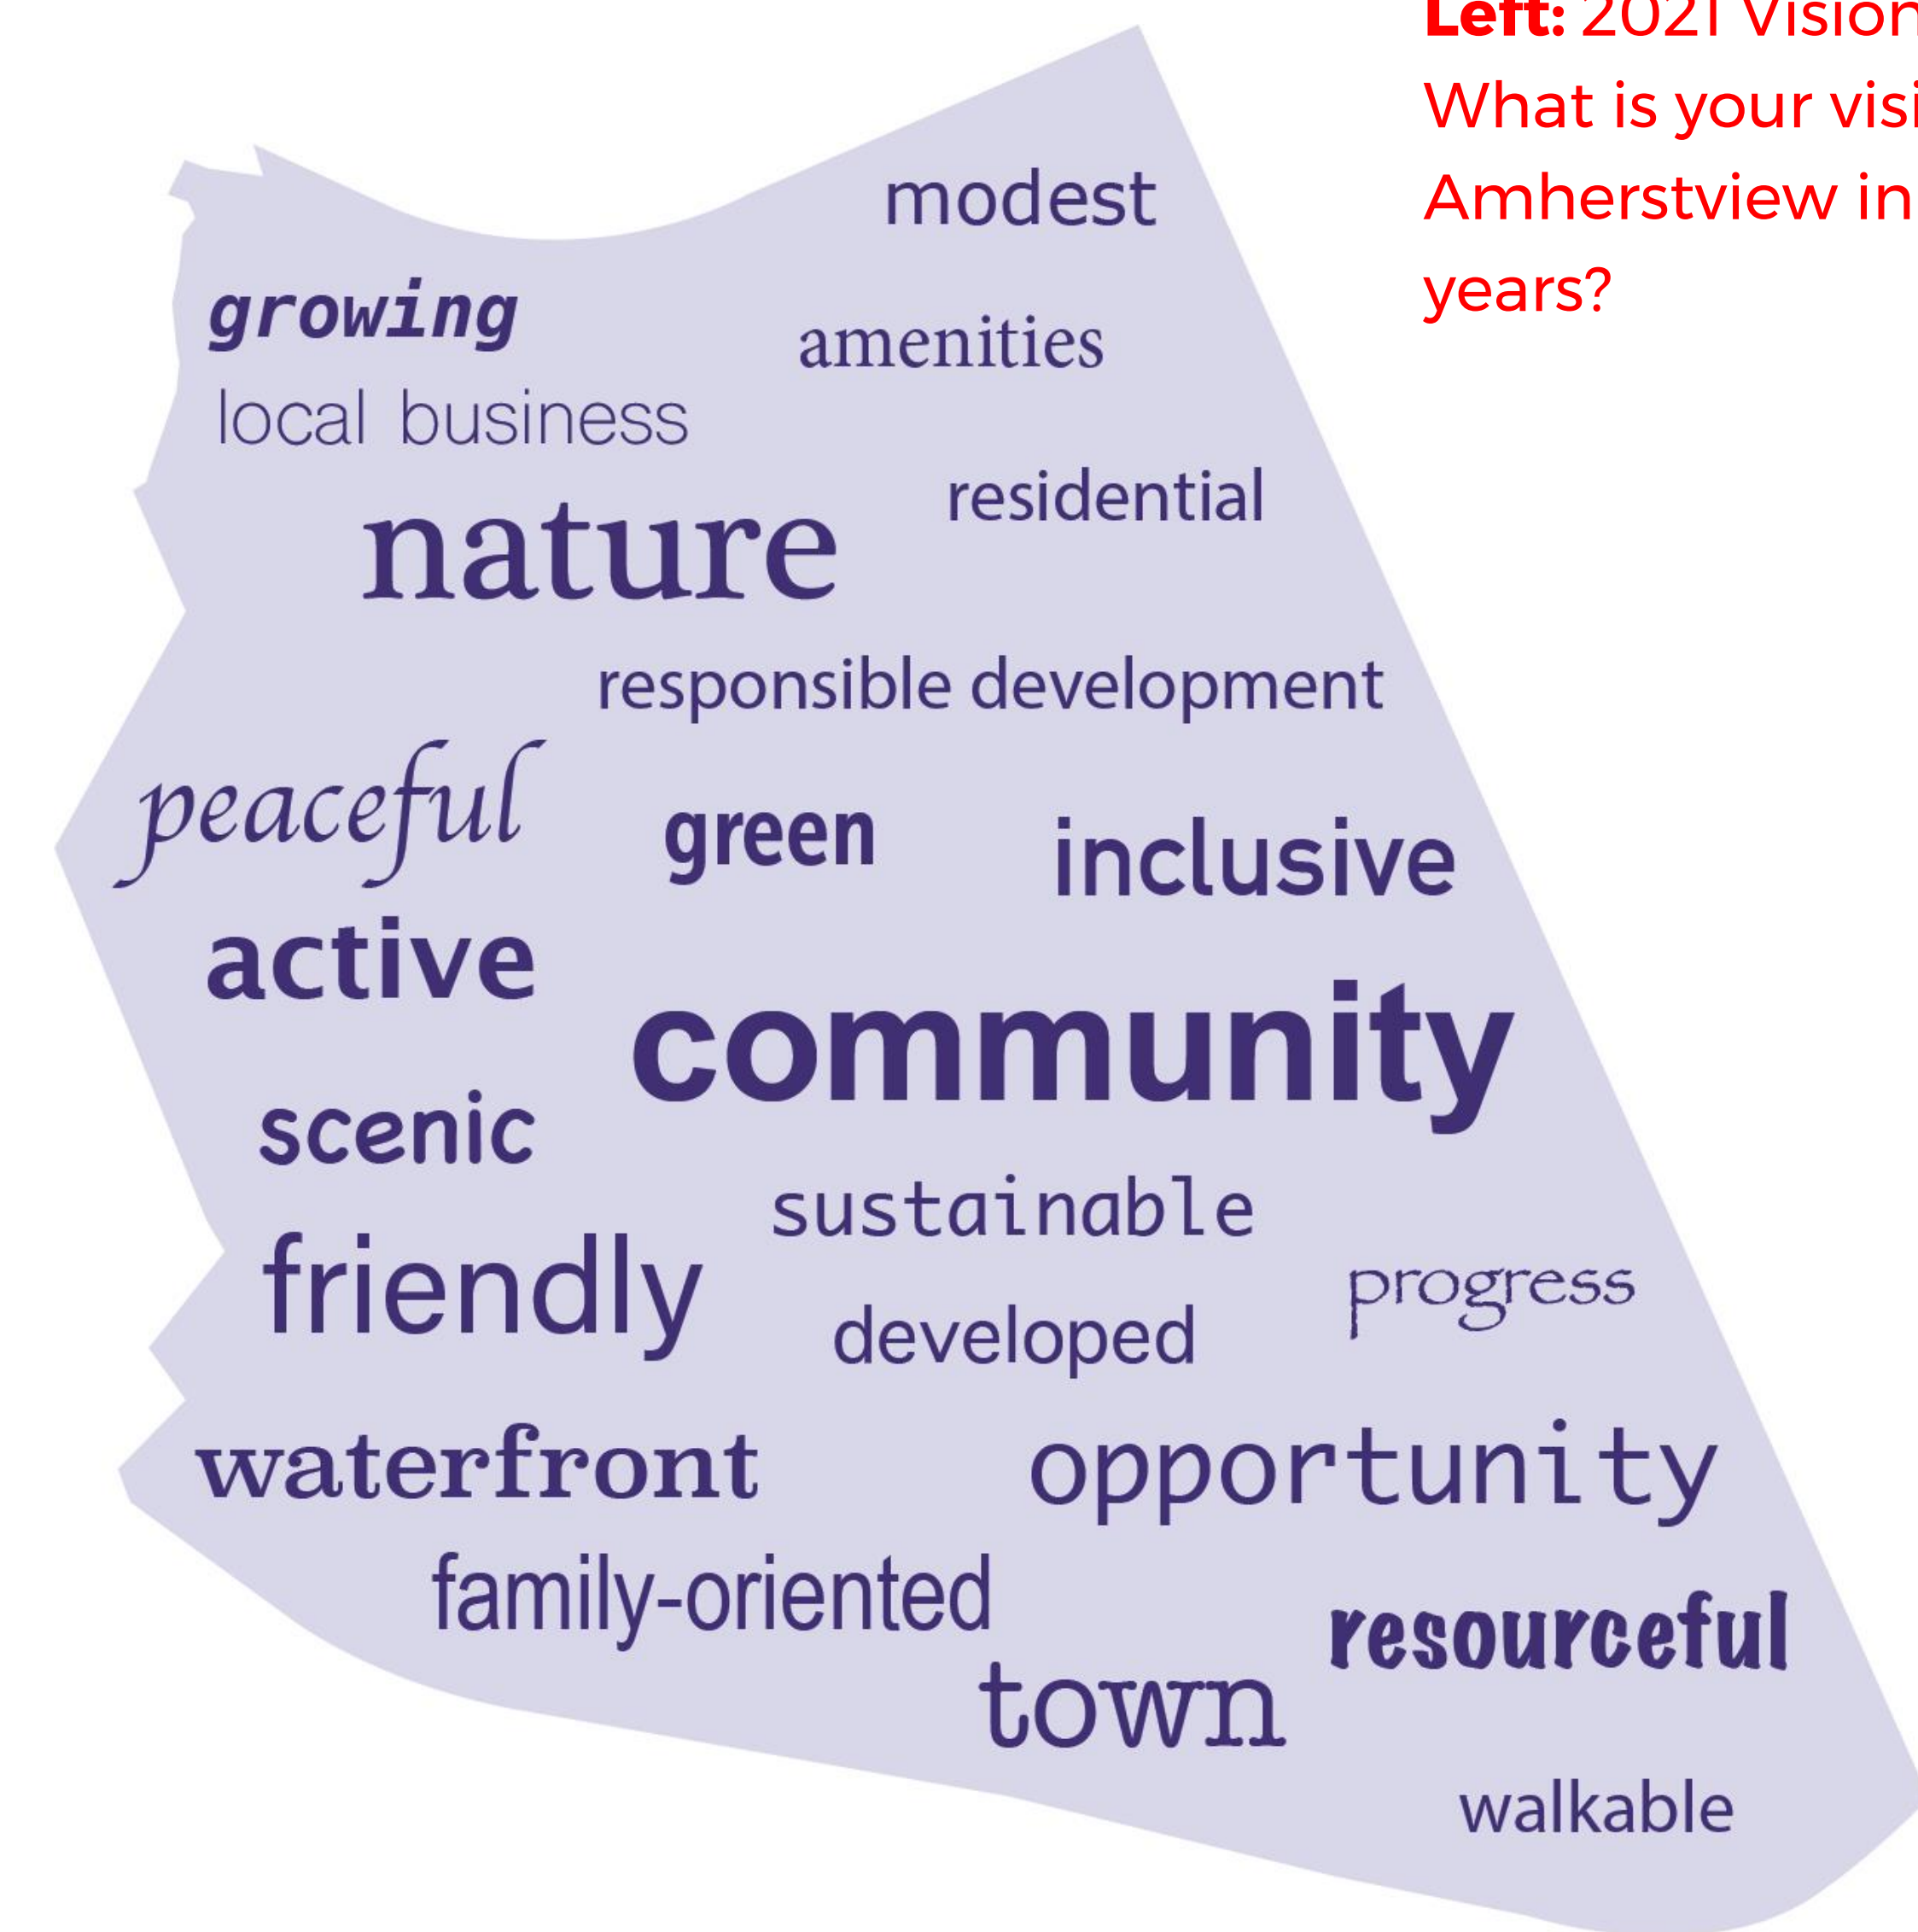 Left: 2021 Vision
What is your visi
Amherstview in
years?
modest
growing
amenities
local business
residential
nature
responsible development
peaceful
green
inclusive
active
community
scenic
sustainable
friendly
progress
developed
waterfront
opportunity
family-oriented
resourceful
town
walkable